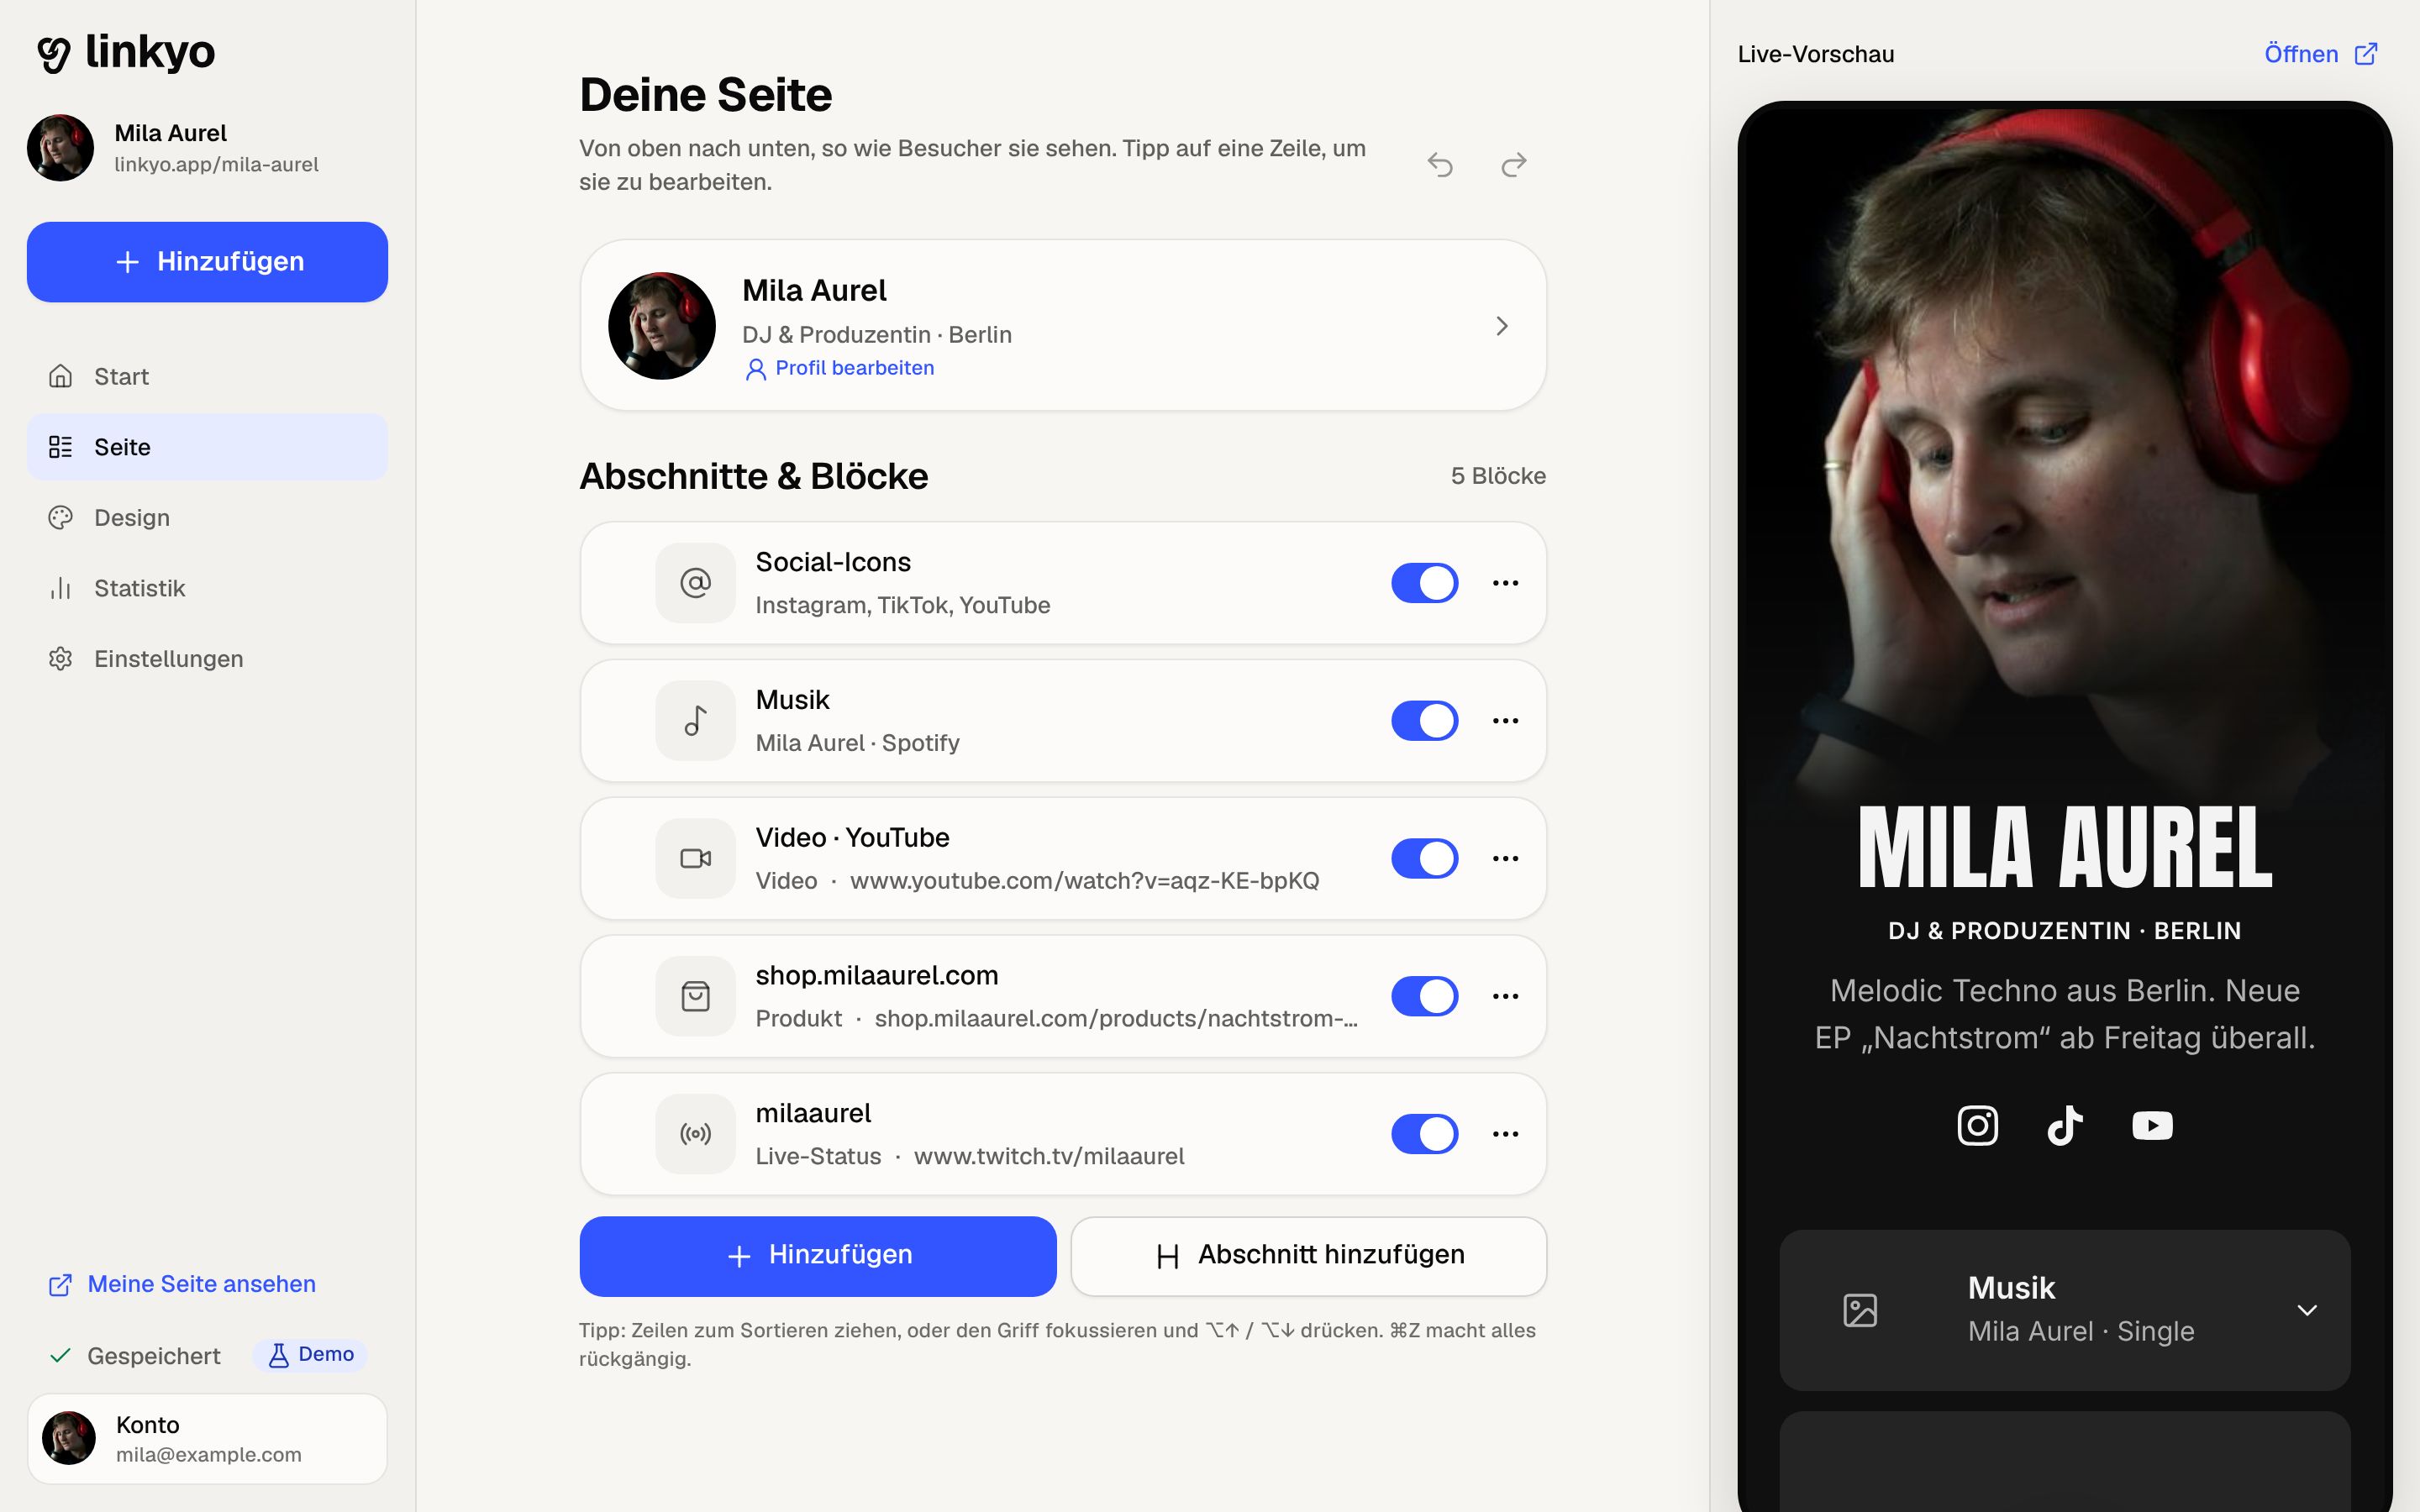 linkyo
Mila Aurel
linkyo.app/mila-aurel
Hinzufügen
Start
Seite
Design
Statistik
Einstellungen
Meine Seite ansehen
Gespeichert
Demo
Konto
mila@example.com
Deine Seite
Von oben nach unten, so wie Besucher sie sehen. Tipp auf eine Zeile, um
sie zu bearbeiten.
Mila Aurel
DJ & Produzentin · Berlin
Profil bearbeiten
Abschnitte & Blöcke
5 Blöcke
Social-Icons
Instagram, TikTok, YouTube
Musik
Mila Aurel · Spotify
Video · YouTube
Video · www.youtube.com/watch?v=aqz-KE-bpKQ
shop.milaaurel.com
Produkt · shop.milaaurel.com/products/nachtstrom-...
milaaurel
Live-Status · www.twitch.tv/milaaurel
Hinzufügen
Abschnitt hinzufügen
Tipp: Zeilen zum Sortieren ziehen, oder den Griff fokussieren und ⌥↑ / ⌥↓ drücken. ⌘Z macht alles
rückgängig.
Live-Vorschau
Öffnen
MILA AUREL
DJ & PRODUZENTIN · BERLIN
Melodic Techno aus Berlin. Neue
EP „Nachtstrom“ ab Freitag überall.
Musik
Mila Aurel · Single